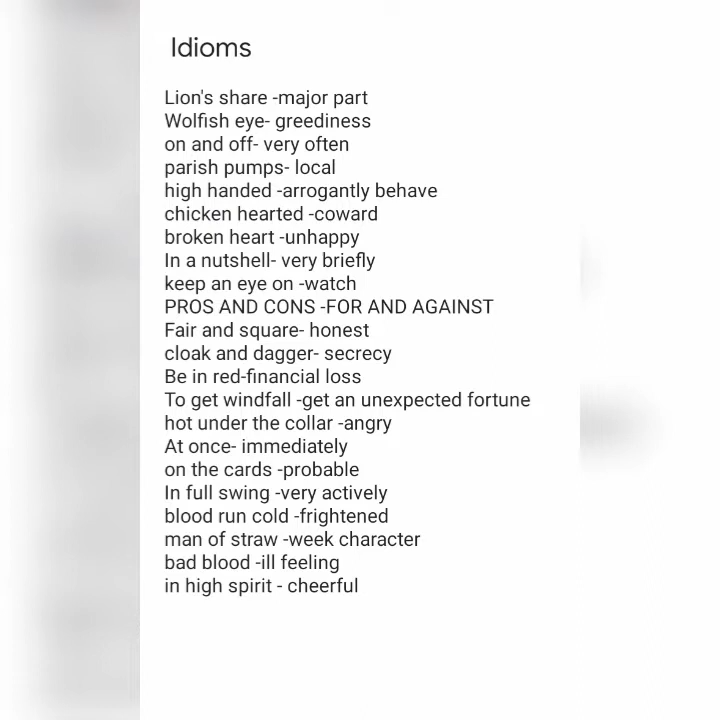 Idioms
Lion's share -major part
Wolfish eye- greediness
on and off- very often
parish pumps- local
high handed -arrogantly behave
chicken hearted -coward
broken heart -unhappy
In a nutshell- very briefly
keep an eye on -watch
PROS AND CONS -FOR AND AGAINST
Fair and square- honest
cloak and dagger- secrecy
Be in red-financial loss
To get windfall -get an unexpected fortune
hot under the collar -angry
At once- immediately
on the cards -probable
In full swing -very actively
blood run cold -frightened
man of straw -week character
bad blood -ill feeling
in high spirit - cheerful